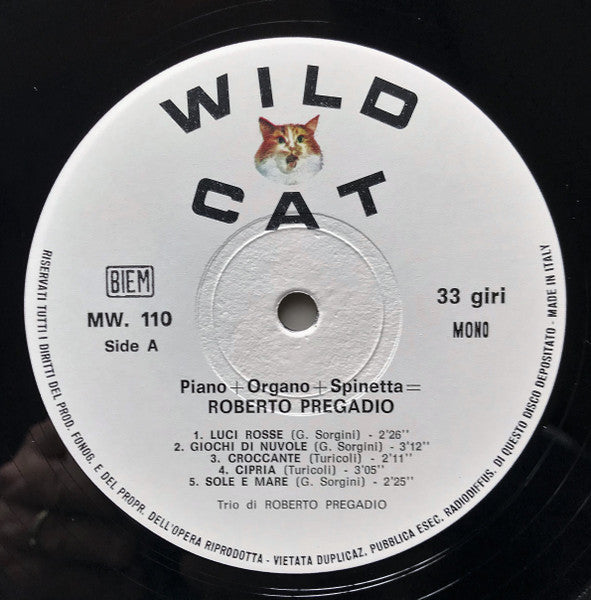 WILD
CAT
BIEM
MW. 110
Side A
33 giri
MONO
Piano+Organo+Spinetta=
ROBERTO PREGADIO
1. LUCI ROSSE (G. Sorgini) - 2'26''
2. GIOCHI DI NUVOLE (G. Sorgini) - 3'12''
3. CROCCANTE (Turicoli) - 2'11''
4. CIPRIA (Turicoli) - 3'05''
5. SOLE E MARE (G. Sorgini) - 2'25''
Trio di ROBERTO PREGADIO
RISERVATI TUTTI I DIRITTI DEL PROD. FONOG. E DEL PROPR. DELL'OPERA RIPRODOTTA - VIETATA DUPLICAZ. PUBBLICA ESEC. RADIODIFFUS. DI QUESTO DISCO DEPOSITATO - MADE IN ITALY